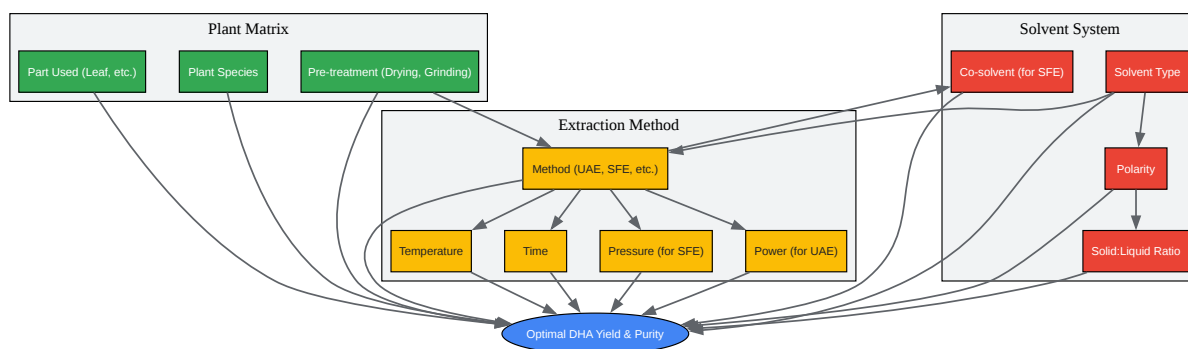 Plant Matrix
Solvent System
Part Used (Leaf, etc.)
Plant Species
Pre-treatment (Drying, Grinding)
Co-solvent (for SFE)
Solvent Type
Extraction Method
Method (UAE, SFE, etc.)
Polarity
Temperature
Time
Pressure (for SFE)
Power (for UAE)
Solid:Liquid Ratio
Optimal DHA Yield & Purity